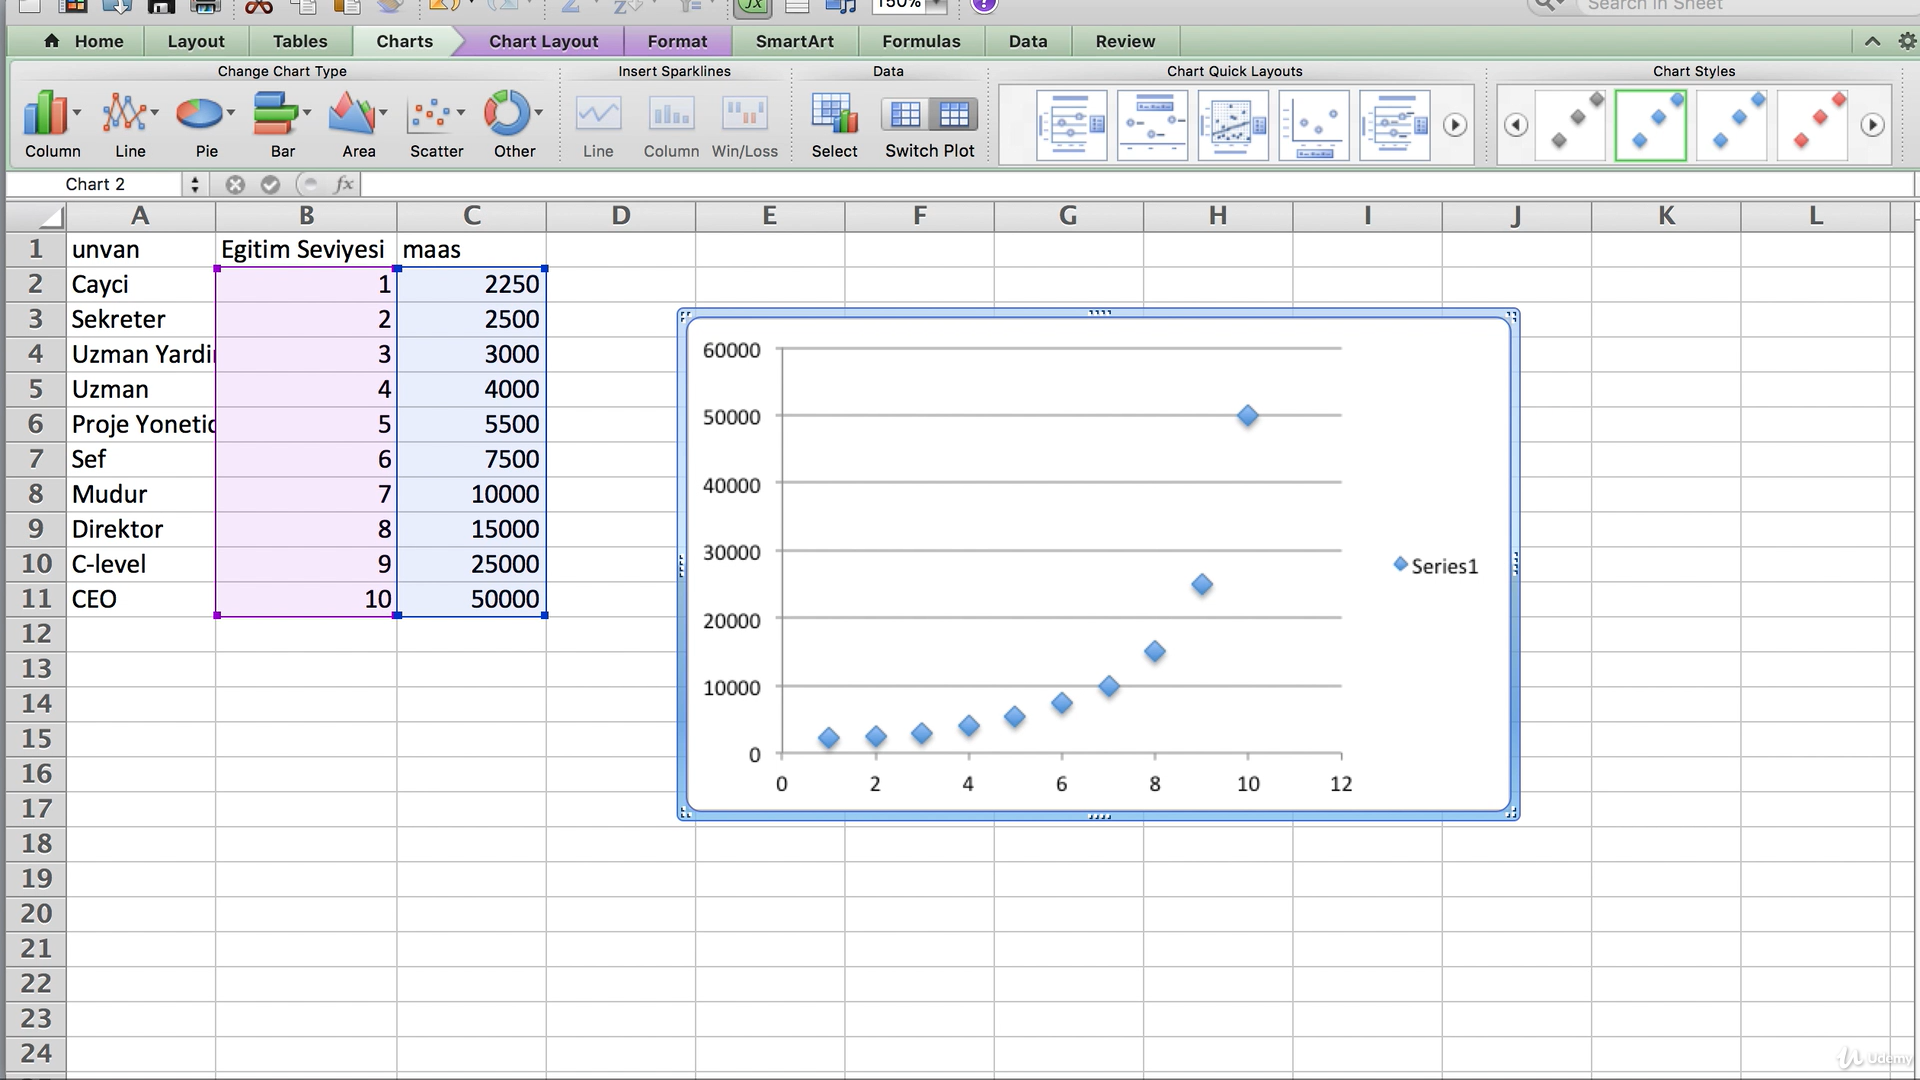 150%
Search in Sheet
Home Layout Tables Charts Chart Layout Format SmartArt Formulas Data Review
Change Chart Type Insert Sparklines Data Chart Quick Layouts Chart Styles
Column Line Pie Bar Area Scatter Other Line Column Win/Loss Select Switch Plot
Chart 2 fx
A B C D E F G H I J K L
1 unvan Egitim Seviyesi maas
2 Cayci 1 2250
3 Sekreter 2 2500
4 Uzman Yardi 3 3000
5 Uzman 4 4000
6 Proje Yonetic 5 5500
7 Sef 6 7500
8 Mudur 7 10000
9 Direktor 8 15000
10 C-level 9 25000
11 CEO 10 50000
12
13
14
15
16
17
18
19
20
21
22
23
24
60000
50000
40000
30000
20000
10000
0
0 2 4 6 8 10 12
Series1
Udemy